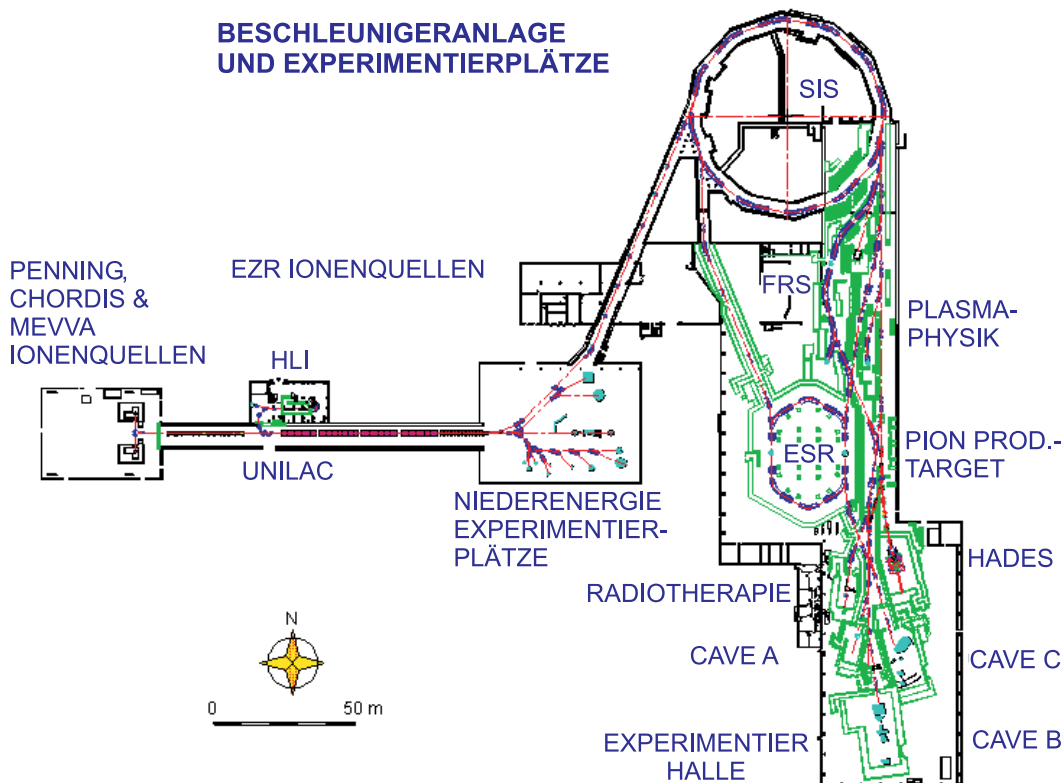 BESCHLEUNIGERANLAGE
UND EXPERIMENTIERPLÄTZE
SIS
PENNING,
CHORDIS &
MEVVA
IONENQUELLEN
EZR IONENQUELLEN
HLI
FRS
PLASMA-
PHYSIK
UNILAC
ESR
PION PROD.-
TARGET
NIEDERENERGIE
EXPERIMENTIER-
PLÄTZE
HADES
RADIOTHERAPIE
N
CAVE A
CAVE C
0 50 m
EXPERIMENTIER
HALLE
CAVE B